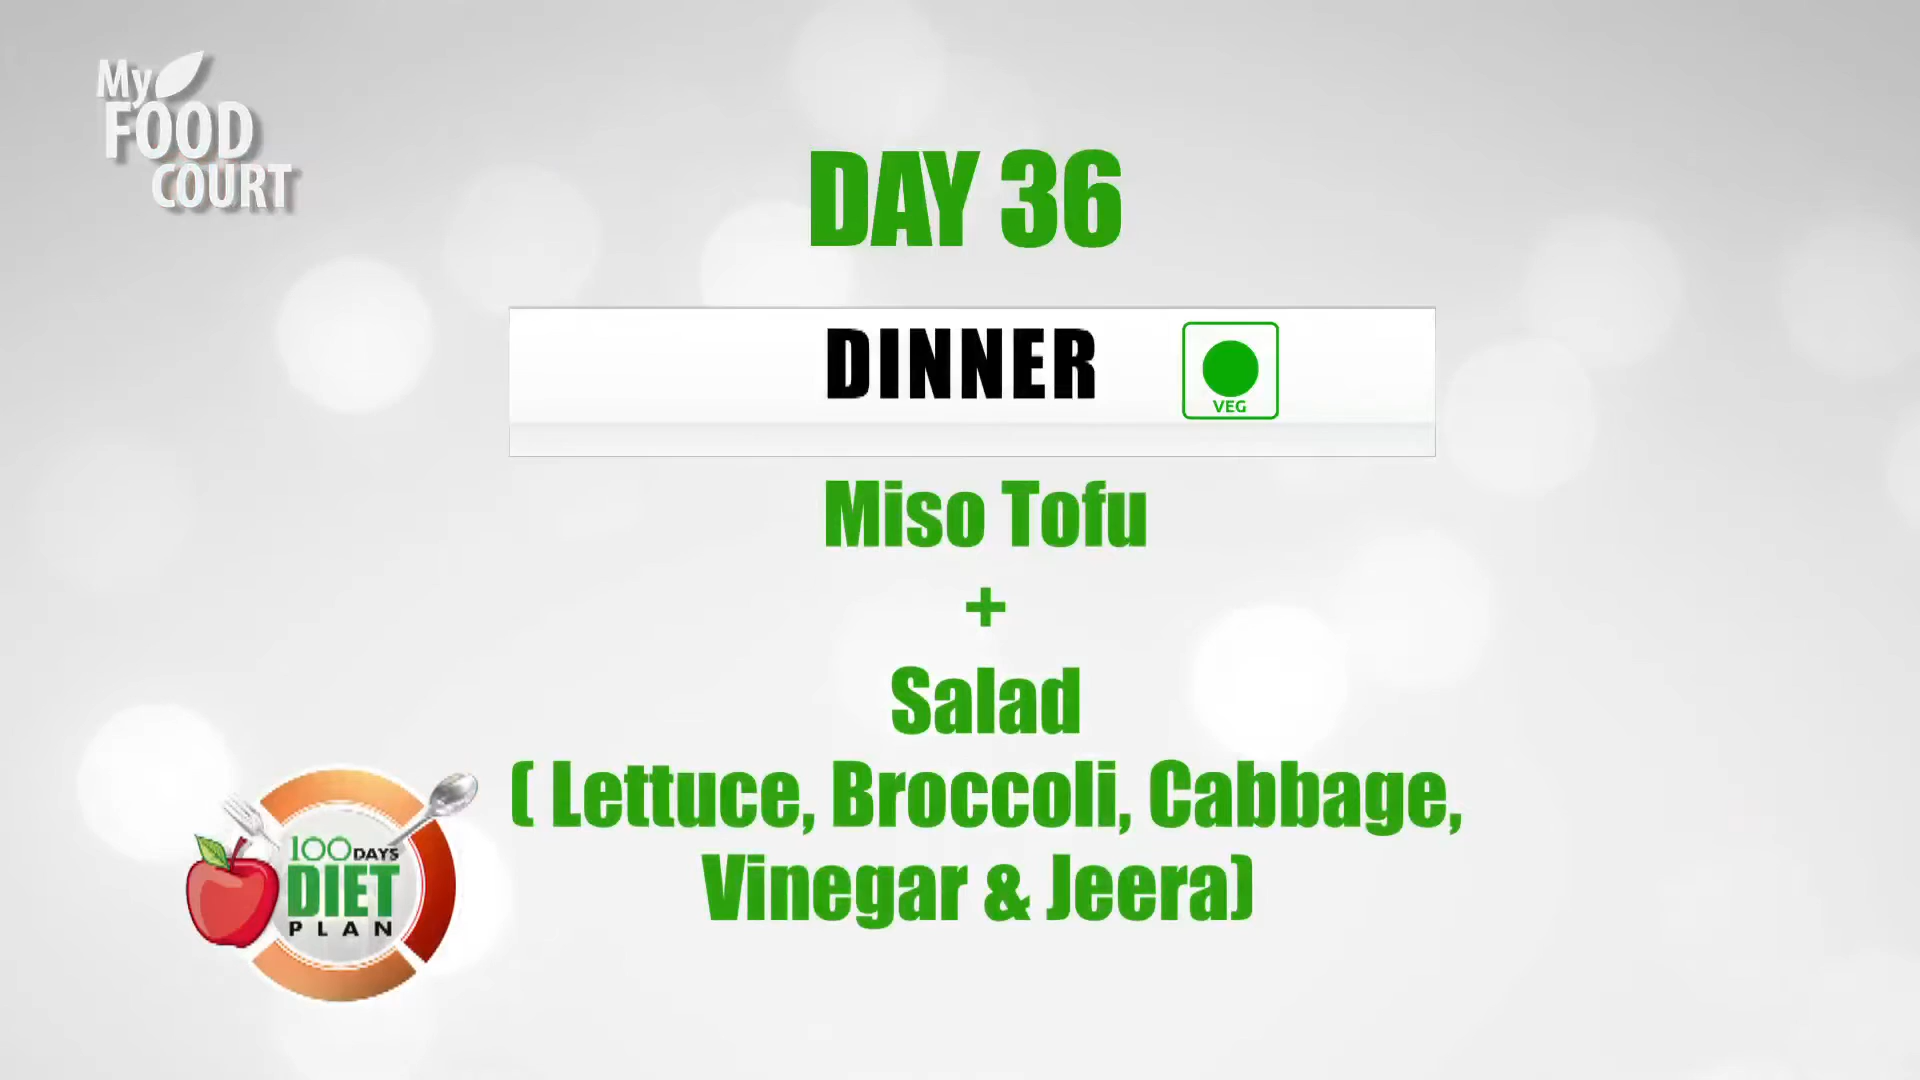 My
FOOD
COURT
DAY 36
DINNER
VEG
Miso Tofu
+
Salad
( Lettuce, Broccoli, Cabbage,
Vinegar & Jeera)
100 DAYS
DIET
PLAN